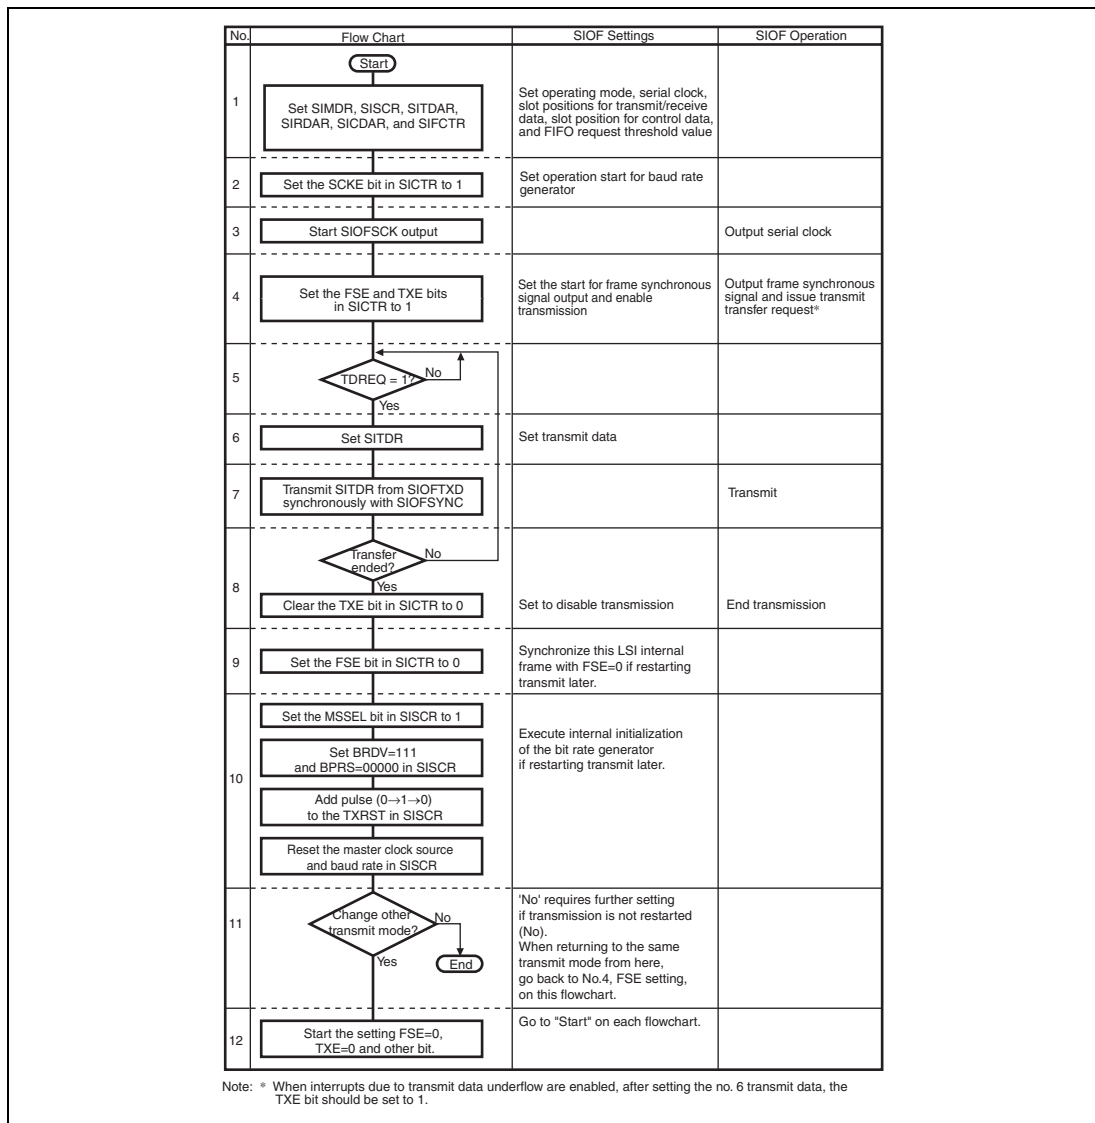 No. Flow Chart SIOF Settings SIOF Operation
Start
1
Set SIMDR, SISCR, SITDAR,
SIRDAR, SICDAR, and SIFCTR
Set operating mode, serial clock,
slot positions for transmit/receive
data, slot position for control data,
and FIFO request threshold value
2
Set the SCKE bit in SICTR to 1
Set operation start for baud rate
generator
3
Start SIOFSCK output
Output serial clock
4
Set the FSE and TXE bits
in SICTR to 1
Set the start for frame synchronous
signal output and enable
transmission
Output frame synchronous
signal and issue transmit
transfer request*
5
TDREQ = 1?
No
Yes
6
Set SITDR
Set transmit data
7
Transmit SITDR from SIOFTXD
synchronously with SIOFSYNC
Transmit
8
Transfer
ended?
No
Yes
Clear the TXE bit in SICTR to 0
Set to disable transmission
End transmission
9
Set the FSE bit in SICTR to 0
Synchronize this LSI internal
frame with FSE=0 if restarting
transmit later.
10
Set the MSSEL bit in SISCR to 1
Set BRDV=111
and BPRS=00000 in SISCR
Add pulse (0→1→0)
to the TXRST in SISCR
Reset the master clock source
and baud rate in SISCR
Execute internal initialization
of the bit rate generator
if restarting transmit later.
11
Change other
transmit mode?
No
Yes
End
'No' requires further setting
if transmission is not restarted
(No).
When returning to the same
transmit mode from here,
go back to No.4, FSE setting,
on this flowchart.
12
Start the setting FSE=0,
TXE=0 and other bit.
Go to "Start" on each flowchart.
Note: * When interrupts due to transmit data underflow are enabled, after setting the no. 6 transmit data, the
TXE bit should be set to 1.